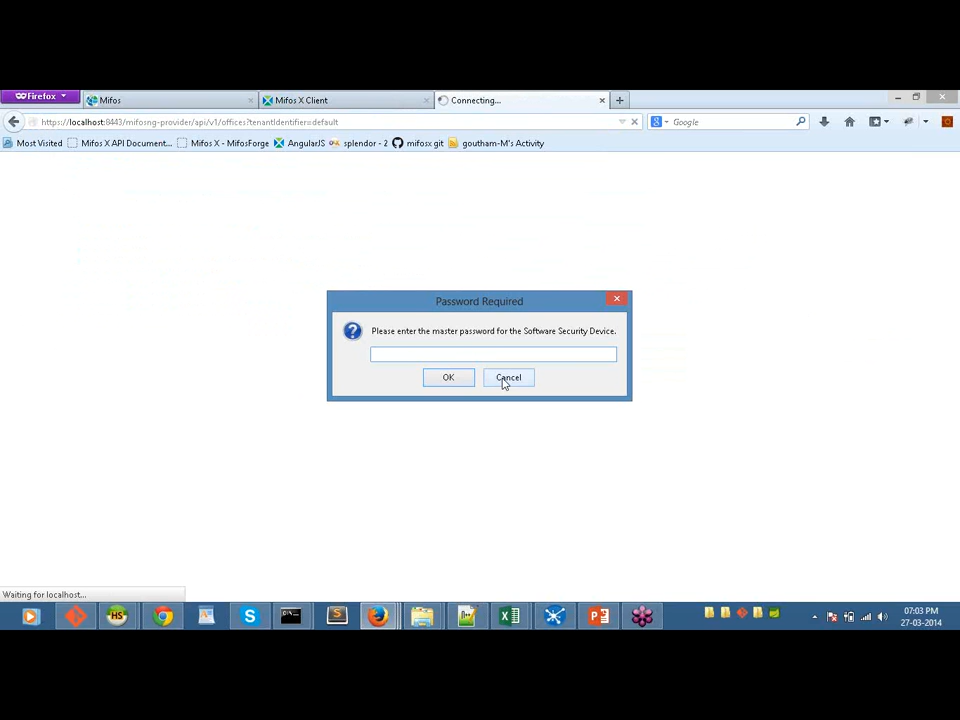 Firefox
Mifos
Mifos X Client
Connecting...
https://localhost:8443/mifosng-provider/api/v1/offices?tenantIdentifier=default
Google
Most Visited
Mifos X API Document...
Mifos X - MifosForge
AngularJS
splendor - 2
mifosx git
goutham-M's Activity
Password Required
Please enter the master password for the Software Security Device.
OK
Cancel
Waiting for localhost...
07:03 PM
27-03-2014